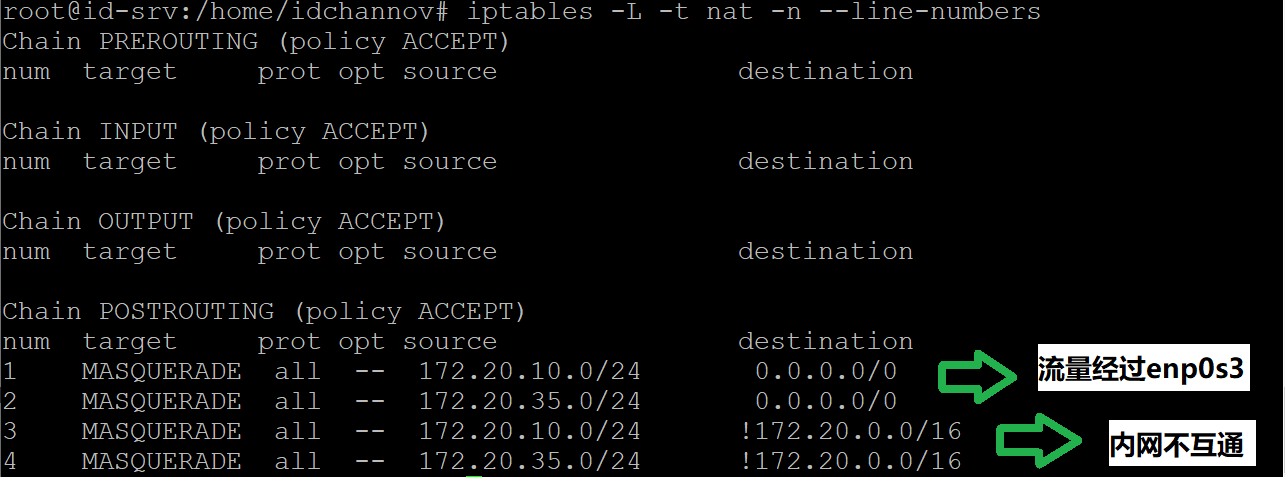 root@id-srv:/home/idchannov# iptables -L -t nat -n --line-numbers
Chain PREROUTING (policy ACCEPT)
num target prot opt source destination
Chain INPUT (policy ACCEPT)
num target prot opt source destination
Chain OUTPUT (policy ACCEPT)
num target prot opt source destination
Chain POSTROUTING (policy ACCEPT)
num target prot opt source destination
1 MASQUERADE all -- 172.20.10.0/24 0.0.0.0/0 流量经过enp0s3
2 MASQUERADE all -- 172.20.35.0/24 0.0.0.0/0
3 MASQUERADE all -- 172.20.10.0/24 !172.20.0.0/16 内网不互通
4 MASQUERADE all -- 172.20.35.0/24 !172.20.0.0/16